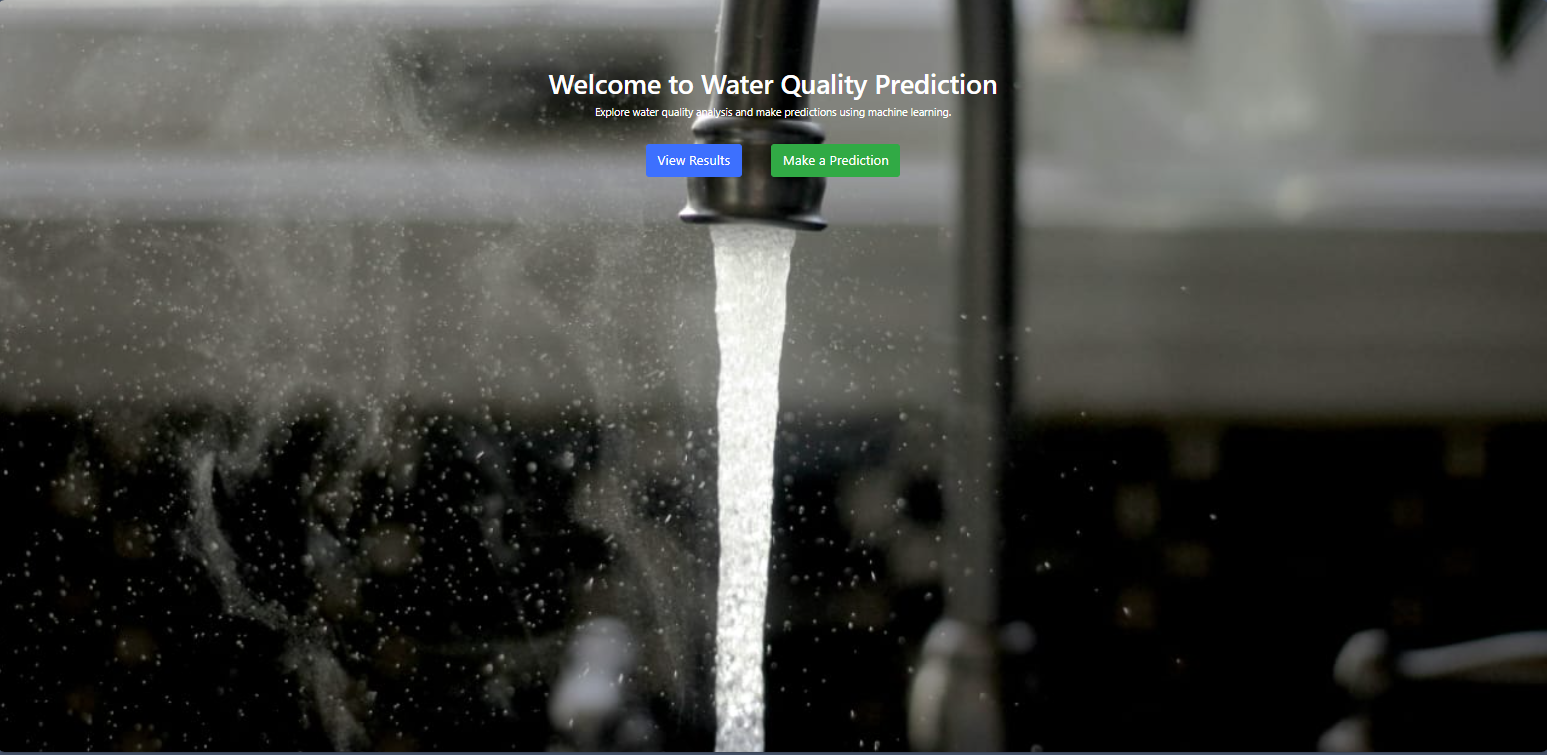 Welcome to Water Quality Prediction
Explore water quality analysis and make predictions using machine learning.
View Results
Make a Prediction